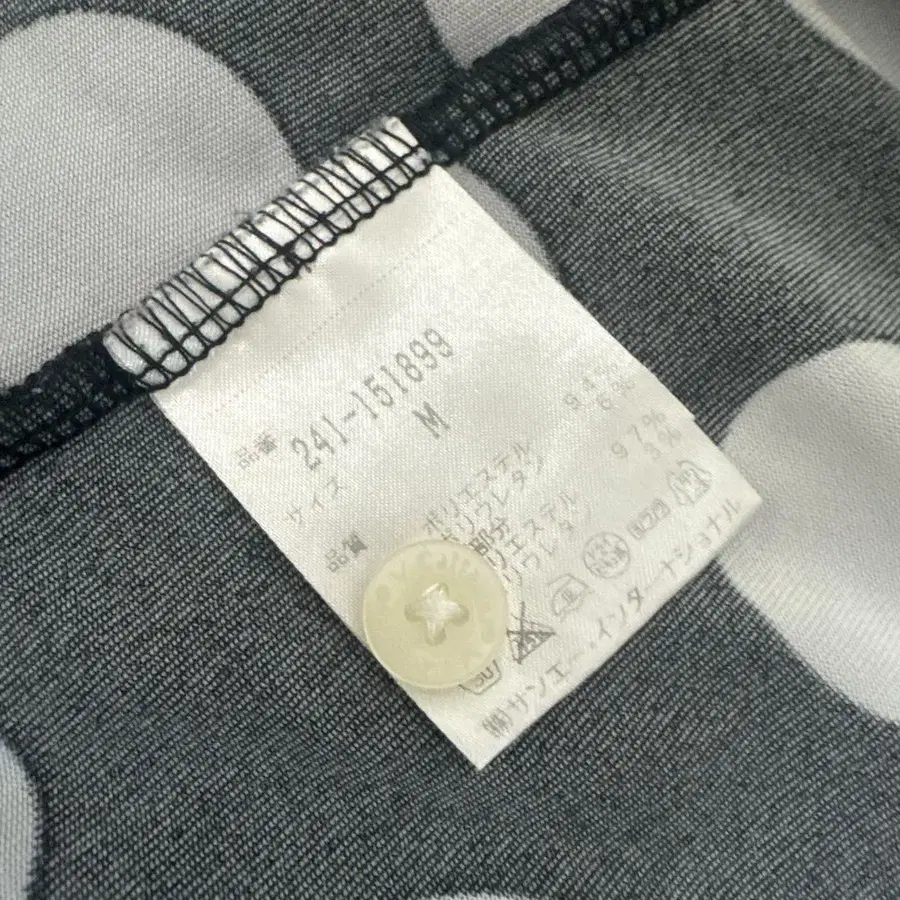 品番
241-151899
サイズ M
品質
ポリエステル 94%
ポリウレタン 6%
部分
ポリエステル 97%
ポリウレタン 3%
㈱サンエー・インターナショナル